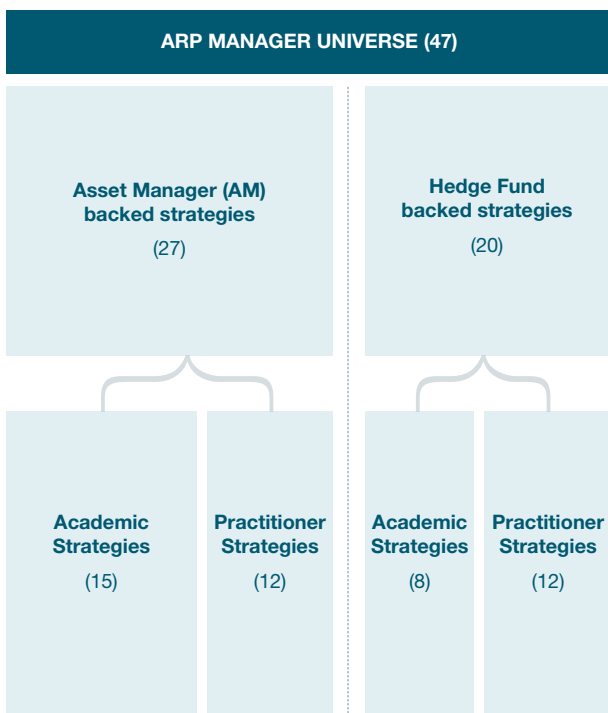 ARP MANAGER UNIVERSE (47)
Asset Manager (AM)
backed strategies
(27)
Hedge Fund
backed strategies
(20)
Academic
Strategies
(15)
Practitioner
Strategies
(12)
Academic
Strategies
(8)
Practitioner
Strategies
(12)